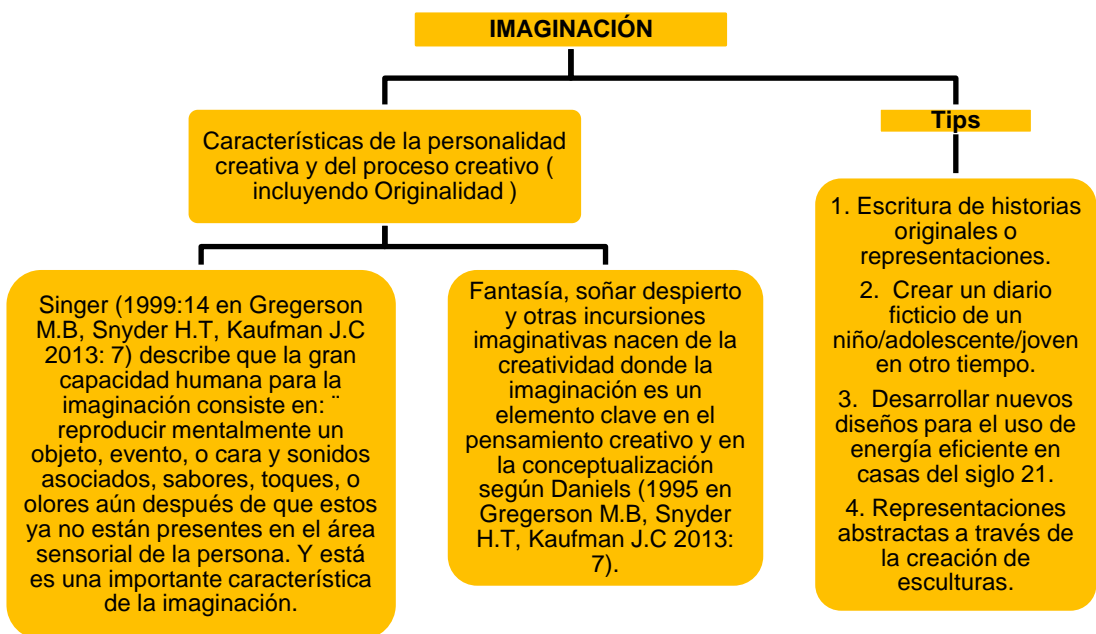 IMAGINACIÓN
Características de la personalidad
creativa y del proceso creativo (
incluyendo Originalidad )
Tips
Singer (1999:14 en Gregerson
M.B, Snyder H.T, Kaufman J.C
2013: 7) describe que la gran
capacidad humana para la
imaginación consiste en: ¨
reproducir mentalmente un
objeto, evento, o cara y sonidos
asociados, sabores, toques, o
olores aún después de que estos
ya no están presentes en el área
sensorial de la persona. Y está
es una importante característica
de la imaginación.
Fantasía, soñar despierto
y otras incursiones
imaginativas nacen de la
creatividad donde la
imaginación es un
elemento clave en el
pensamiento creativo y en
la conceptualización
según Daniels (1995 en
Gregerson M.B, Snyder
H.T, Kaufman J.C 2013:
7).
1. Escritura de historias
originales o
representaciones.
2. Crear un diario
ficticio de un
niño/adolescente/joven
en otro tiempo.
3. Desarrollar nuevos
diseños para el uso de
energía eficiente en
casas del siglo 21.
4. Representaciones
abstractas a través de
la creación de
esculturas.